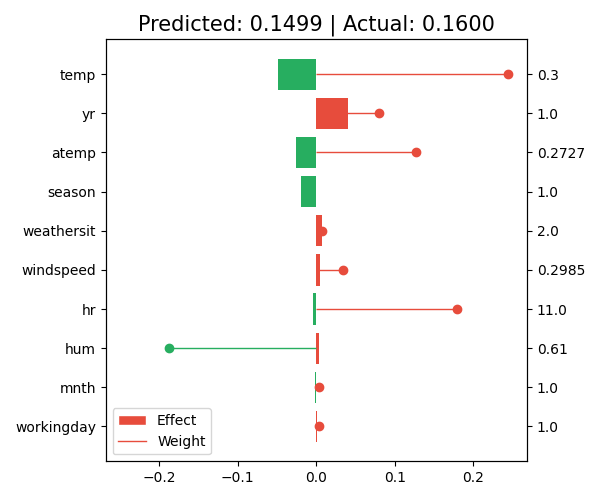 Predicted: 0.1499 | Actual: 0.1600
temp 0.3
yr 1.0
atemp 0.2727
season 1.0
weathersit 2.0
windspeed 0.2985
hr 11.0
hum 0.61
mnth 1.0
workingday 1.0
Effect
Weight
−0.2 −0.1 0.0 0.1 0.2